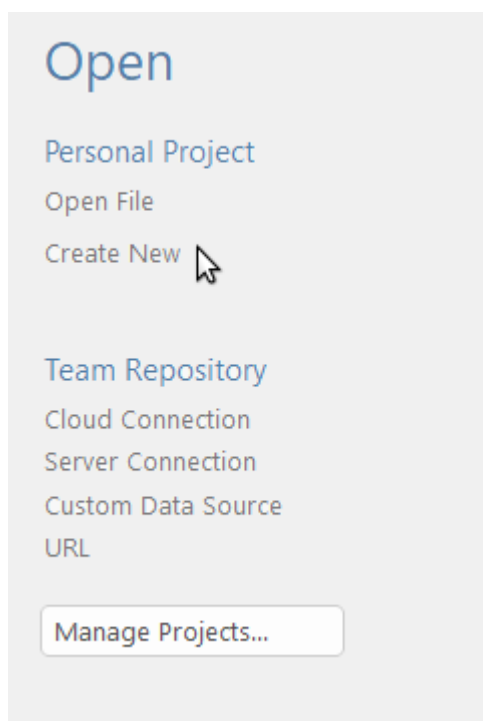 Open
Personal Project
Open File
Create New
Team Repository
Cloud Connection
Server Connection
Custom Data Source
URL
Manage Projects...